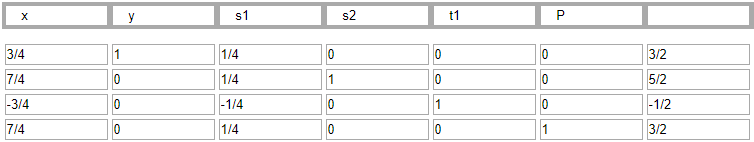 x y s1 s2 t1 P
3/4 1 1/4 0 0 0 3/2
7/4 0 1/4 1 0 0 5/2
-3/4 0 -1/4 0 1 0 -1/2
7/4 0 1/4 0 0 1 3/2